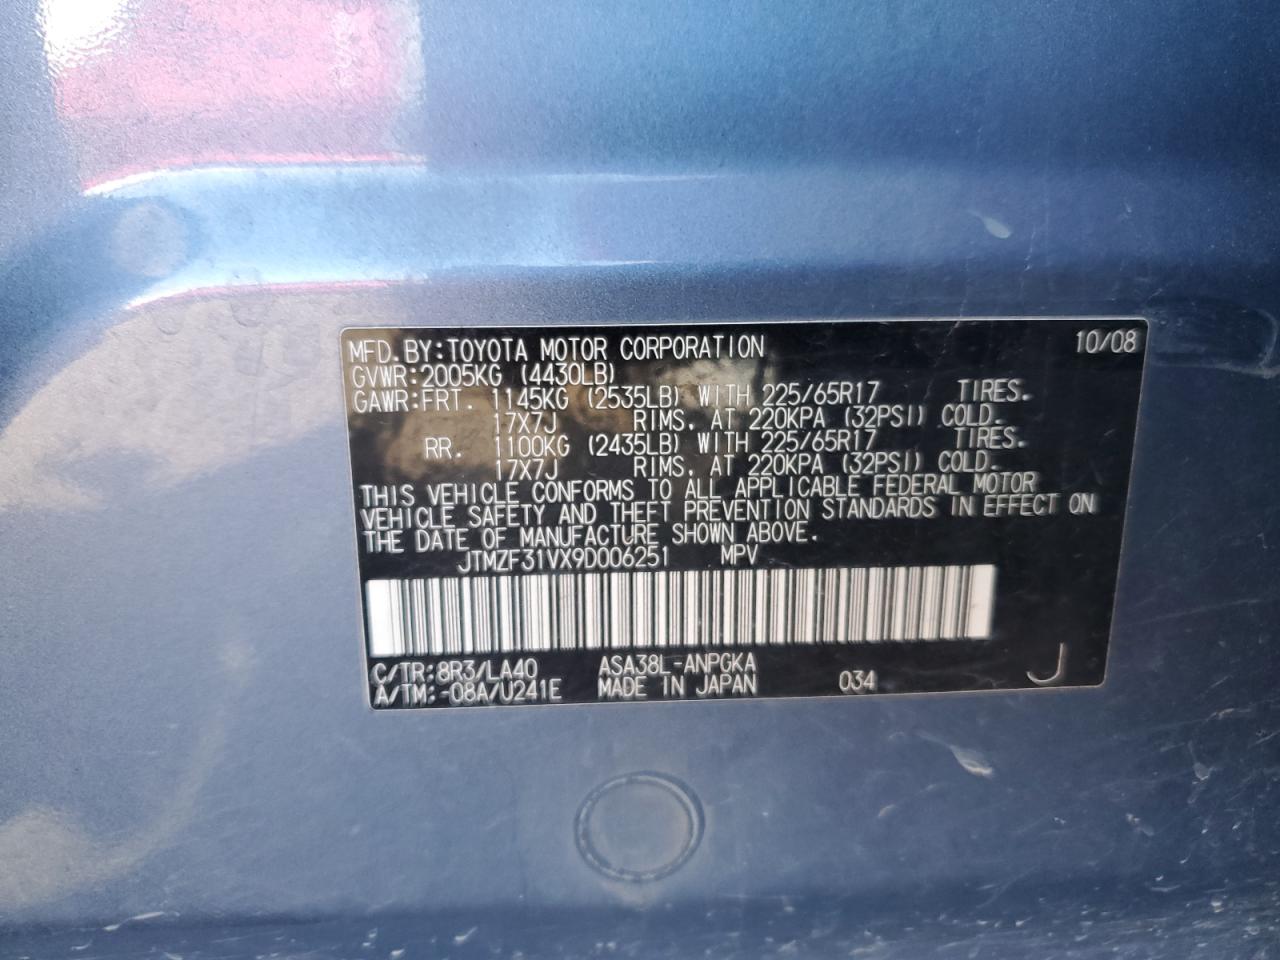 MFD.BY:TOYOTA MOTOR CORPORATION 10/08
GVWR:2005KG (4430LB)
GAWR:FRT. 1145KG (2535LB) WITH 225/65R17 TIRES.
17X7J RIMS. AT 220KPA (32PSI) COLD.
RR. 1100KG (2435LB) WITH 225/65R17 TIRES.
17X7J RIMS. AT 220KPA (32PSI) COLD.
THIS VEHICLE CONFORMS TO ALL APPLICABLE FEDERAL MOTOR
VEHICLE SAFETY AND THEFT PREVENTION STANDARDS IN EFFECT ON
THE DATE OF MANUFACTURE SHOWN ABOVE.
JTMZF31VX9D006251 MPV
C/TR:8R3/LA40 ASA38L-ANPGKA
A/TM:-08A/U241E MADE IN JAPAN 034 J